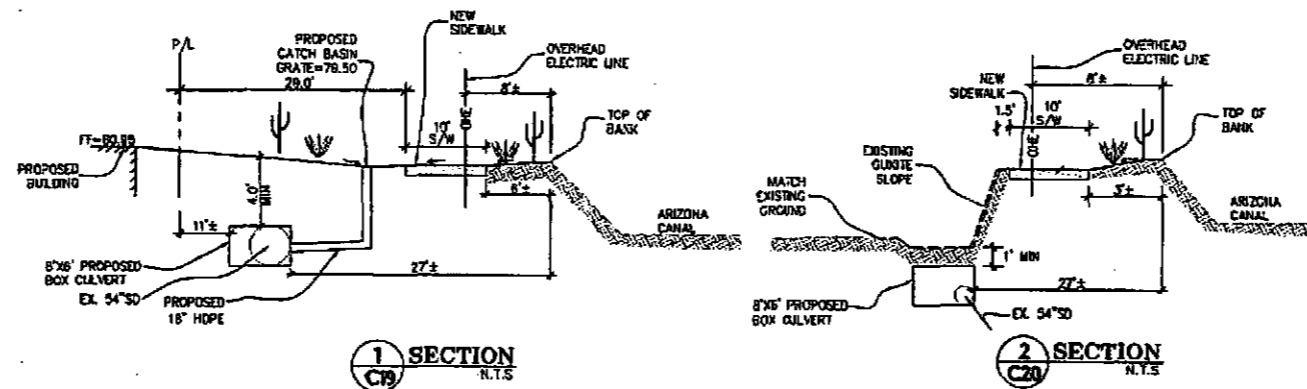 P/L
PROPOSED
CATCH BASIN
GRATE=79.50
NEW
SIDEWALK
OVERHEAD
ELECTRIC LINE
29.0'
8'±
10'
S/W
OHE
TOP OF
BANK
PROPOSED
BUILDING
4.0'
MIN
6'±
11'±
ARIZONA
CANAL
8'X6' PROPOSED
BOX CULVERT
EX. 54"SD
PROPOSED
18" HDPE
27'±
1
C19
SECTION
N.T.S
OVERHEAD
ELECTRIC LINE
NEW
SIDEWALK
8'±
1.5'
10'
S/W
OHE
TOP OF
BANK
EXISTING
GUNITE
SLOPE
MATCH
EXISTING
GROUND
3'±
ARIZONA
CANAL
1' MIN
8'X6' PROPOSED
BOX CULVERT
27'±
EX. 54"SD
2
C20
SECTION
N.T.S